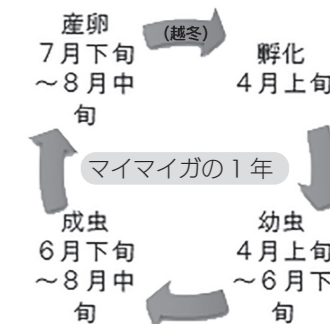 産卵
7月下旬
～8月中
旬
（越冬）
孵化
4月上旬
マイマイガの1年
成虫
6月下旬
～8月中
旬
幼虫
4月上旬
～6月下
旬